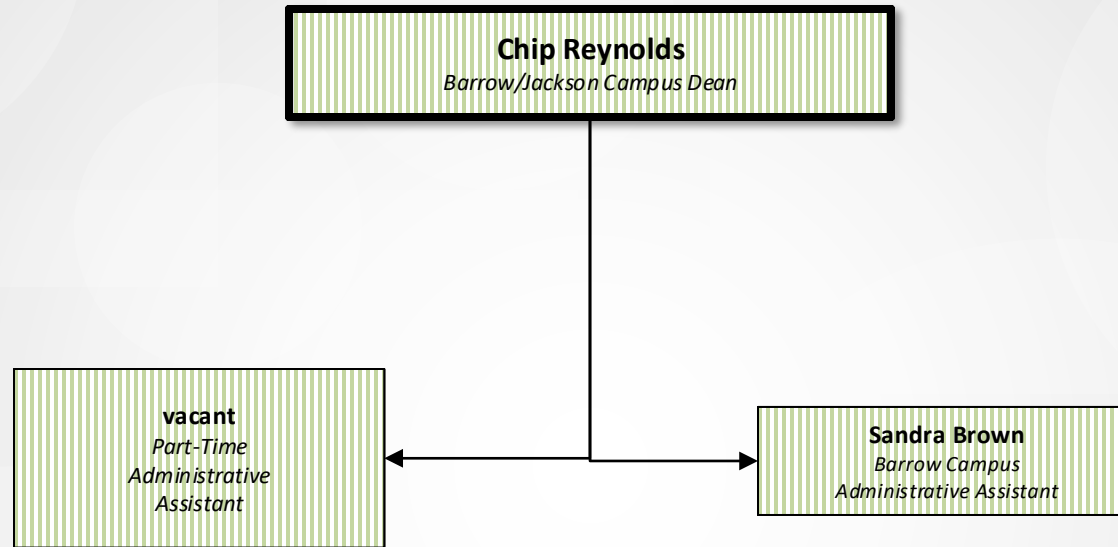 Chip Reynolds
Barrow/Jackson Campus Dean
vacant
Part-Time
Administrative
Assistant
Sandra Brown
Barrow Campus
Administrative Assistant